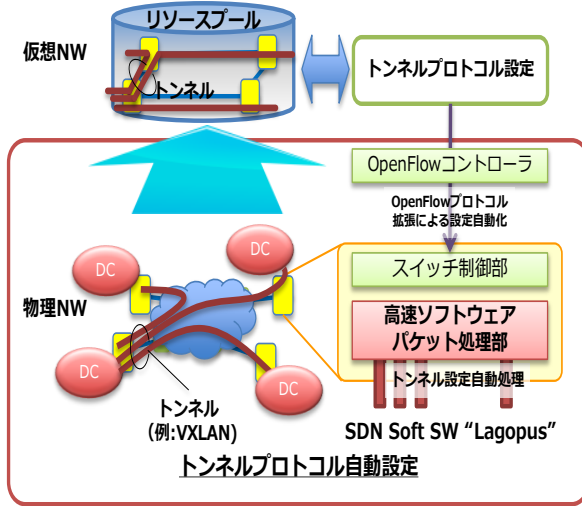 リソースプール
仮想NW
トンネル
トンネルプロトコル設定
OpenFlowコントローラ
OpenFlowプロトコル
拡張による設定自動化
DC
DC
スイッチ制御部
物理NW
高速ソフトウェア
パケット処理部
DC
DC
トンネル設定自動処理
トンネル
(例:VXLAN)
SDN Soft SW “Lagopus”
トンネルプロトコル自動設定